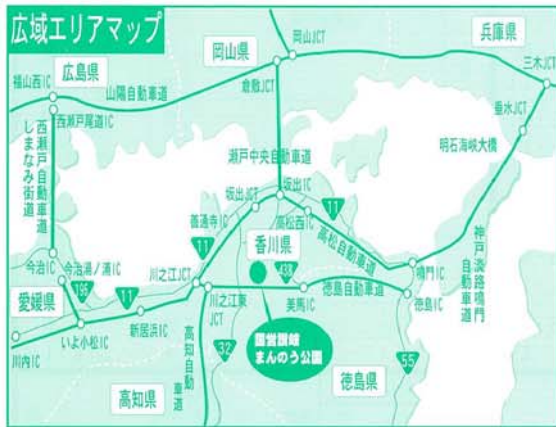 広域エリアマップ
兵庫県
岡山県
岡山JCT
広島県
三木JCT
福山西IC
山陽自動車道
倉敷JCT
西瀬戸尾道IC
垂水JCT
西瀬戸自動車道
しまなみ街道
明石海峡大橋
瀬戸中央自動車道
坂出JCT
坂出IC
善通寺IC
高松西IC
11
11
香川県
高松自動車道
神戸淡路鳴門
自動車道
今治IC
今治湯ノ浦IC
川之江JCT
438
鳴門IC
196
11
愛媛県
川之江東
JCT
美馬IC
徳島自動車道
徳島IC
新居浜IC
いよ小松IC
川内IC
国営讃岐
まんのう公園
高知自動
車道
32
55
高知県
徳島県